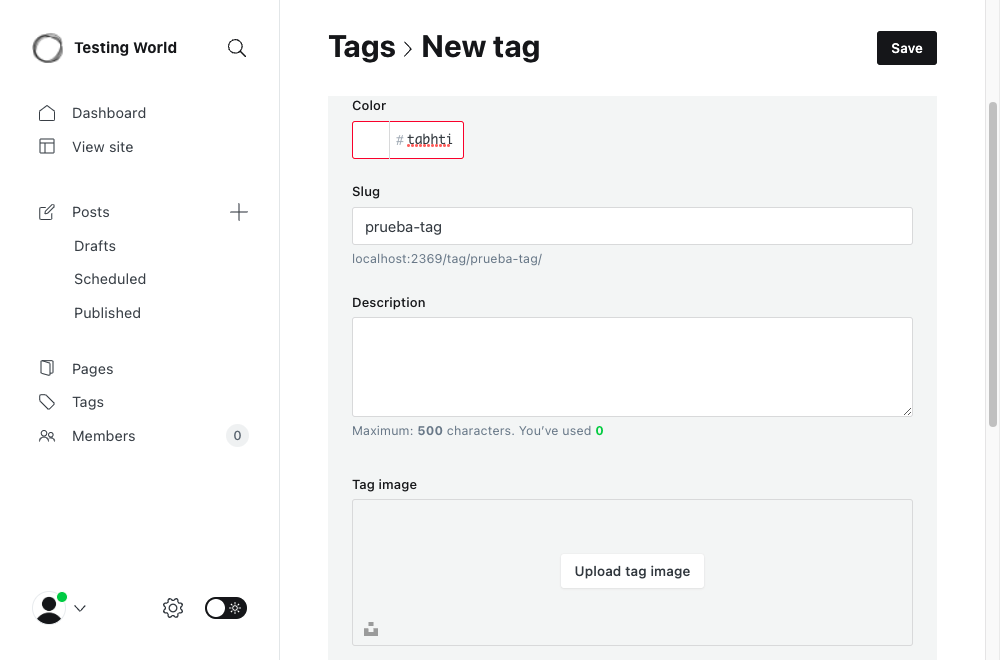 Testing World
Dashboard
View site
Posts
Drafts
Scheduled
Published
Pages
Tags
Members
0
Tags > New tag
Save
Color
# tabhti
Slug
prueba-tag
localhost:2369/tag/prueba-tag/
Description
Maximum: 500 characters. You've used 0
Tag image
Upload tag image